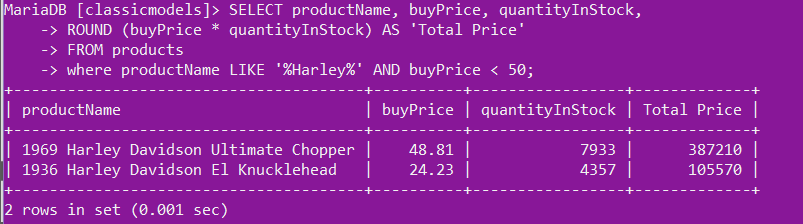 MariaDB [classicmodels]> SELECT productName, buyPrice, quantityInStock,
    -> ROUND (buyPrice * quantityInStock) AS 'Total Price'
    -> FROM products
    -> where productName LIKE '%Harley%' AND buyPrice < 50;
+---------------------------------------+----------+-----------------+-------------+
| productName                           | buyPrice | quantityInStock | Total Price |
+---------------------------------------+----------+-----------------+-------------+
| 1969 Harley Davidson Ultimate Chopper |    48.81 |            7933 |      387210 |
| 1936 Harley Davidson El Knucklehead   |    24.23 |            4357 |      105570 |
+---------------------------------------+----------+-----------------+-------------+
2 rows in set (0.001 sec)